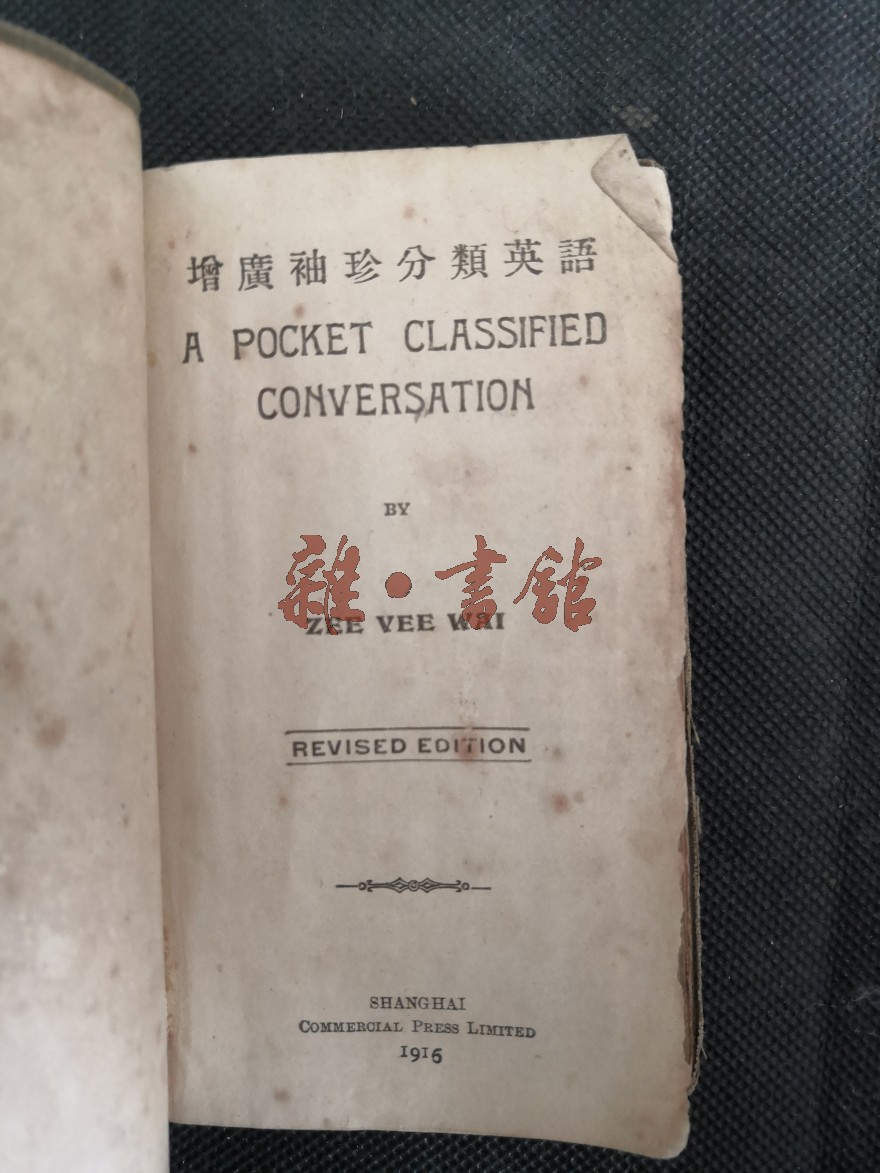 增廣袖珍分類英語
A POCKET CLASSIFIED
CONVERSATION
BY
雜·書館
ZEE VEE WAI
REVISED EDITION
SHANGHAI
COMMERCIAL PRESS LIMITED
1916